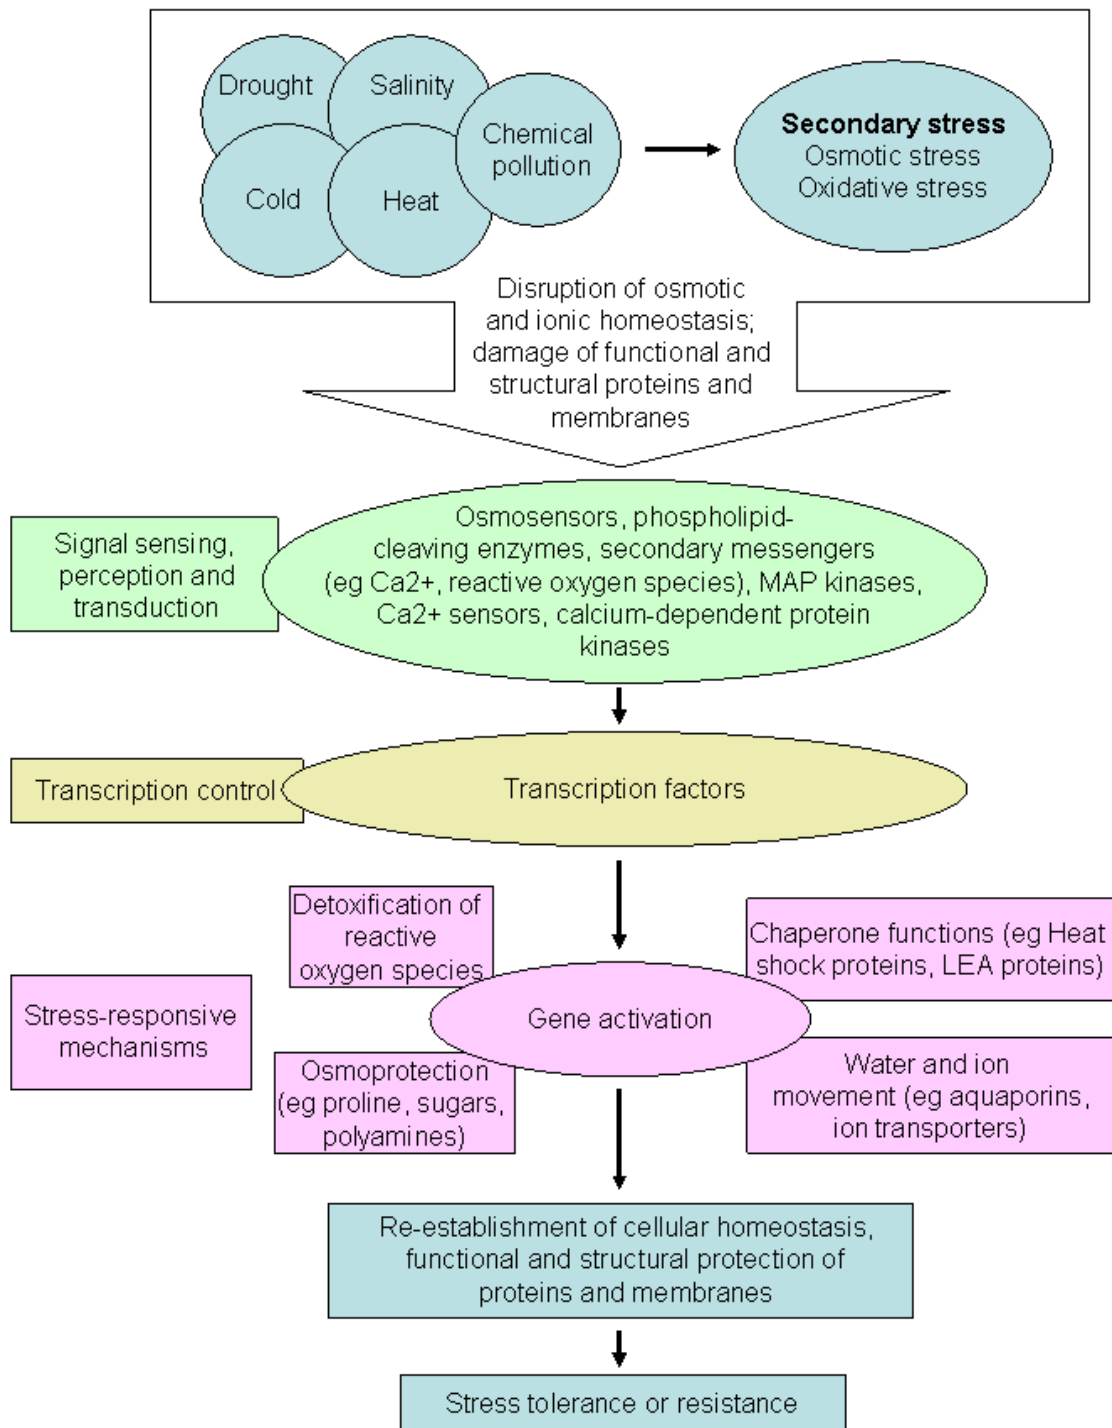 Drought
Salinity
Chemical
pollution
Cold
Heat
Secondary stress
Osmotic stress
Oxidative stress
Disruption of osmotic
and ionic homeostasis;
damage of functional and
structural proteins and
membranes
Signal sensing,
perception and
transduction
Osmosensors, phospholipid-
cleaving enzymes, secondary messengers
(eg Ca2+, reactive oxygen species), MAP kinases,
Ca2+ sensors, calcium-dependent protein
kinases
Transcription control
Transcription factors
Detoxification of
reactive
oxygen species
Chaperone functions (eg Heat
shock proteins, LEA proteins)
Stress-responsive
mechanisms
Gene activation
Osmoprotection
(eg proline, sugars,
polyamines)
Water and ion
movement (eg aquaporins,
ion transporters)
Re-establishment of cellular homeostasis,
functional and structural protection of
proteins and membranes
Stress tolerance or resistance